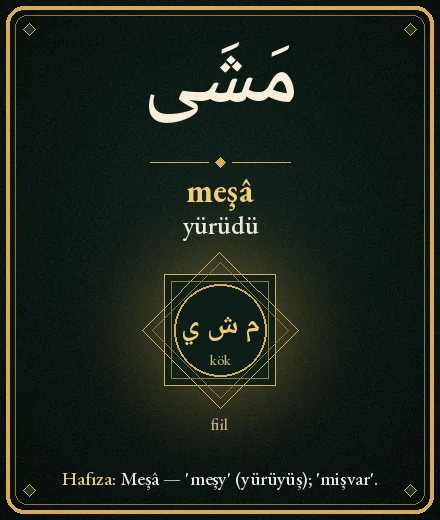 مَشَى
meşâ
yürüdü
م ش ي
kök
fiil
Hafıza: Meşâ — 'meşy' (yürüyüş); 'mişvar'.